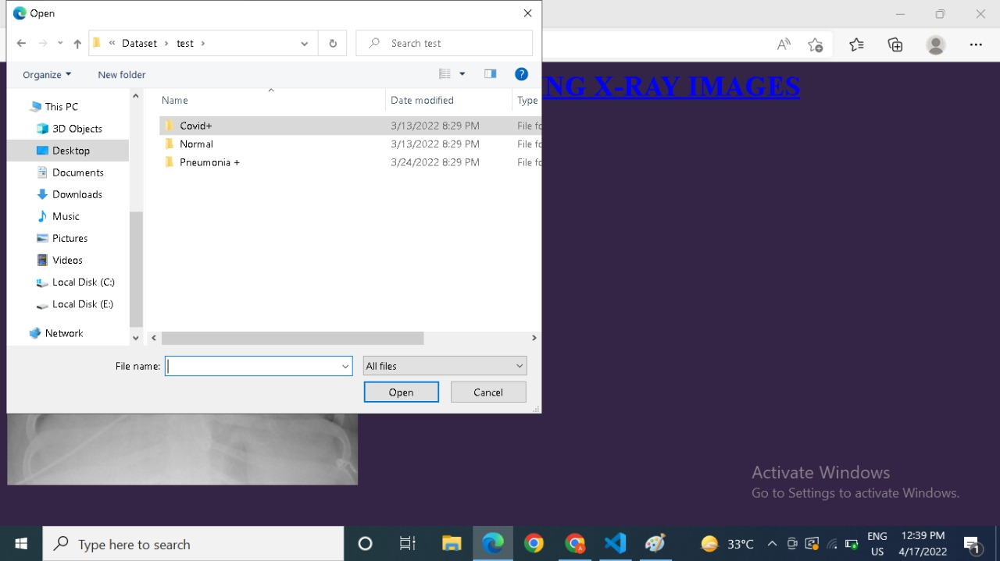 Open
« Dataset › test ›
Search test
Organize
New folder
Name
Date modified
Type
This PC
3D Objects
Desktop
Documents
Downloads
Music
Pictures
Videos
Local Disk (C:)
Local Disk (E:)
Network
Covid+ 3/13/2022 8:29 PM File fo
Normal 3/13/2022 8:29 PM File fo
Pneumonia + 3/24/2022 8:29 PM File fo
File name:
All files
Open
Cancel
NG X-RAY IMAGES
Activate Windows
Go to Settings to activate Windows.
Type here to search
33°C
ENG
US
12:39 PM
4/17/2022
1